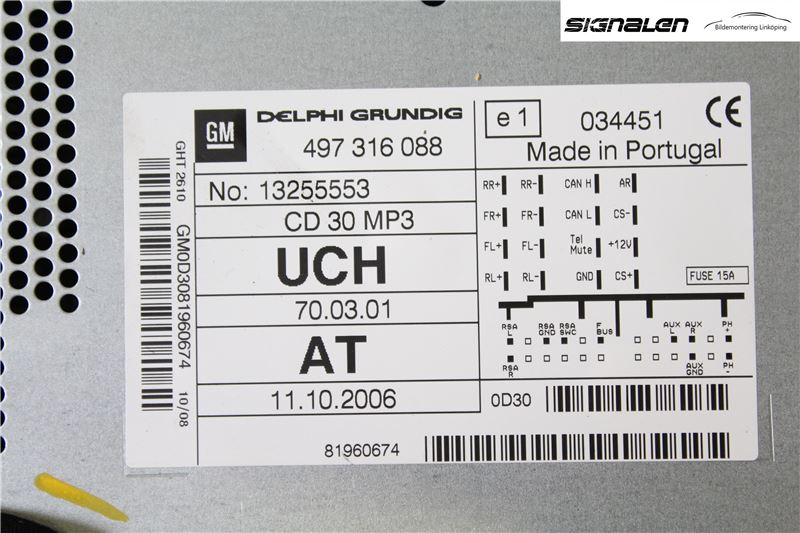 SIGNALEN
Bildemontering Linköping
GM
DELPHI GRUNDIG
497 316 088
e 1
034451
CE
Made in Portugal
GHT 2610
GM0D3081960674
10/08
No: 13255553
CD 30 MP3
UCH
70.03.01
AT
11.10.2006
RR+ RR- CAN H AR
FR+ FR- CAN L CS-
FL+ FL- Tel Mute +12V
RL+ RL- GND CS+
FUSE 15A
RSA L RSA GND RSA SWC F BUS AUX L AUX R PH +
RSA R AUX GND PH -
0D30
81960674